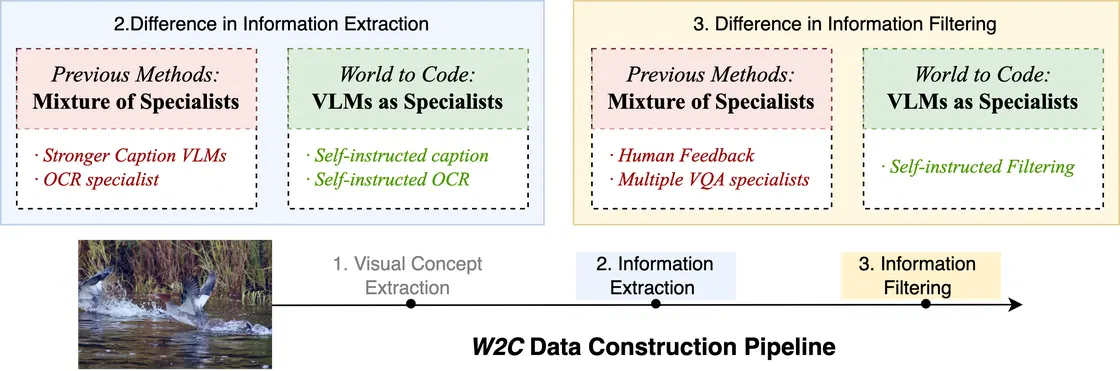 2.Difference in Information Extraction
Previous Methods:
Mixture of Specialists
· Stronger Caption VLMs
· OCR specialist
World to Code:
VLMs as Specialists
· Self-instructed caption
· Self-instructed OCR
3. Difference in Information Filtering
Previous Methods:
Mixture of Specialists
· Human Feedback
· Multiple VQA specialists
World to Code:
VLMs as Specialists
· Self-instructed Filtering
1. Visual Concept
Extraction
2. Information
Extraction
3. Information
Filtering
W2C Data Construction Pipeline